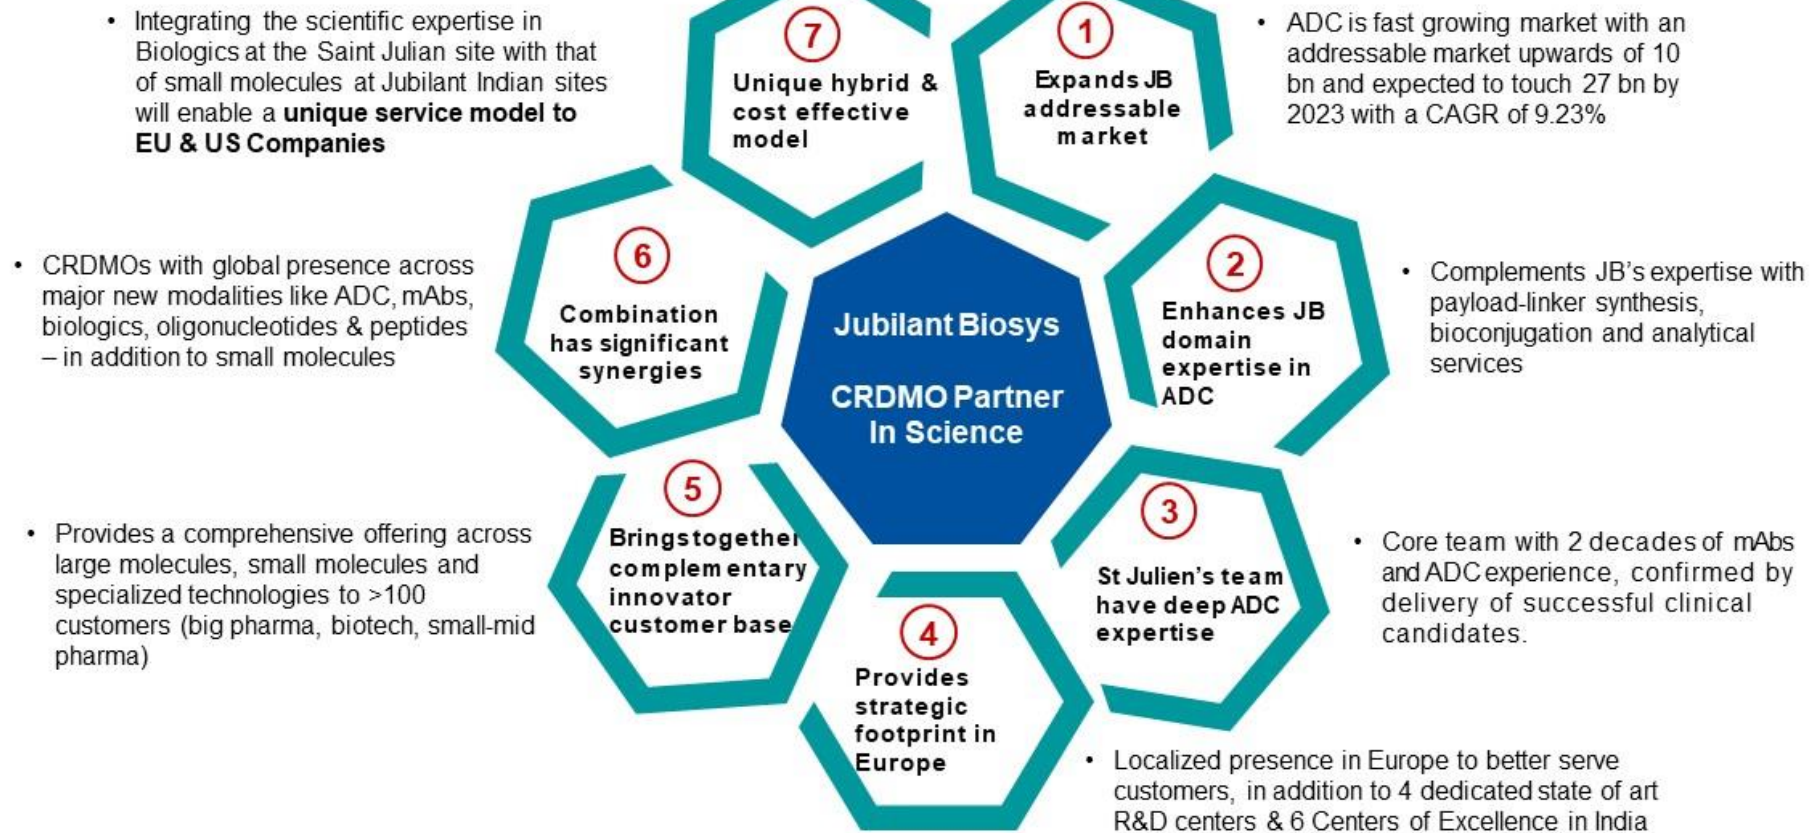 7
Unique hybrid &
cost effective
model
• Integrating the scientific expertise in
Biologics at the Saint Julian site with that
of small molecules at Jubilant Indian sites
will enable a unique service model to
EU & US Companies
1
Expands JB
addressable
market
• ADC is fast growing market with an
addressable market upwards of 10
bn and expected to touch 27 bn by
2023 with a CAGR of 9.23%
6
Combination
has significant
synergies
• CRDMOs with global presence across
major new modalities like ADC, mAbs,
biologics, oligonucleotides & peptides
– in addition to small molecules
Jubilant Biosys
CRDMO Partner
In Science
2
Enhances JB
domain
expertise in
ADC
• Complements JB's expertise with
payload-linker synthesis,
bioconjugation and analytical
services
5
Brings together
complementary
innovator
customer base
• Provides a comprehensive offering across
large molecules, small molecules and
specialized technologies to >100
customers (big pharma, biotech, small-mid
pharma)
3
St Julien's team
have deep ADC
expertise
• Core team with 2 decades of mAbs
and ADC experience, confirmed by
delivery of successful clinical
candidates.
4
Provides
strategic
footprint in
Europe
• Localized presence in Europe to better serve
customers, in addition to 4 dedicated state of art
R&D centers & 6 Centers of Excellence in India